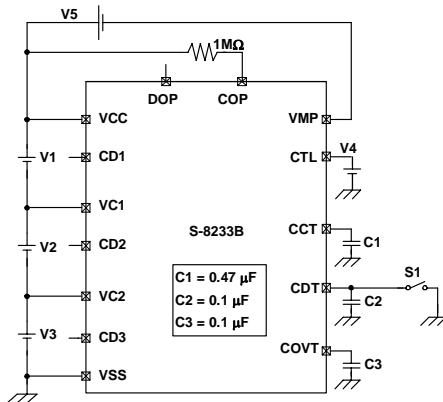 V5
1MΩ
DOP COP
VCC VMP
V1 CD1 CTL V4
VC1
S-8233B CCT C1
V2 CD2
C1 = 0.47 µF
C2 = 0.1 µF
C3 = 0.1 µF
CDT S1
C2
VC2
V3 CD3 COVT
C3
VSS